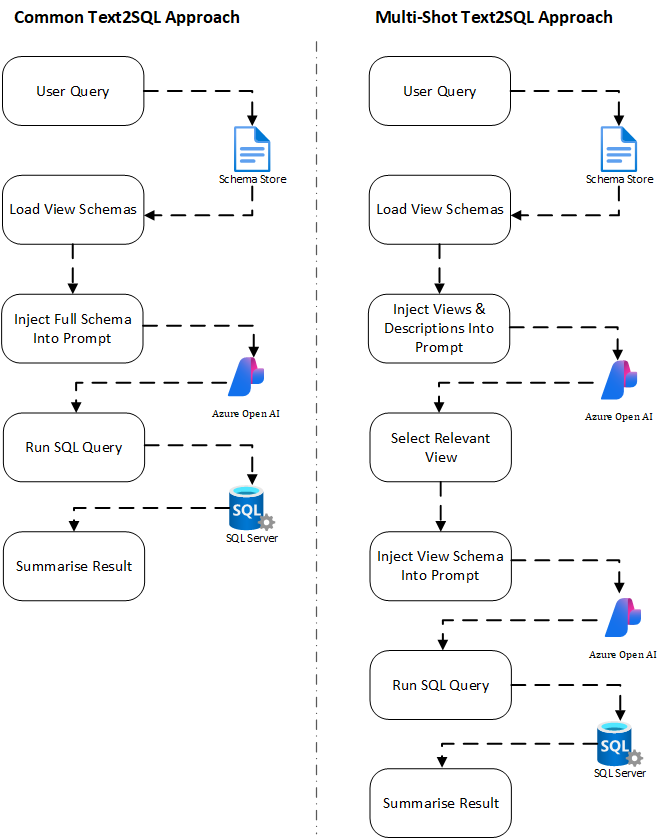 Common Text2SQL Approach
User Query
Schema Store
Load View Schemas
Inject Full Schema
Into Prompt
Azure Open AI
Run SQL Query
SQL
SQL Server
Summarise Result
Multi-Shot Text2SQL Approach
User Query
Schema Store
Load View Schemas
Inject Views &
Descriptions Into
Prompt
Azure Open AI
Select Relevant
View
Inject View Schema
Into Prompt
Azure Open AI
Run SQL Query
SQL
SQL Server
Summarise Result